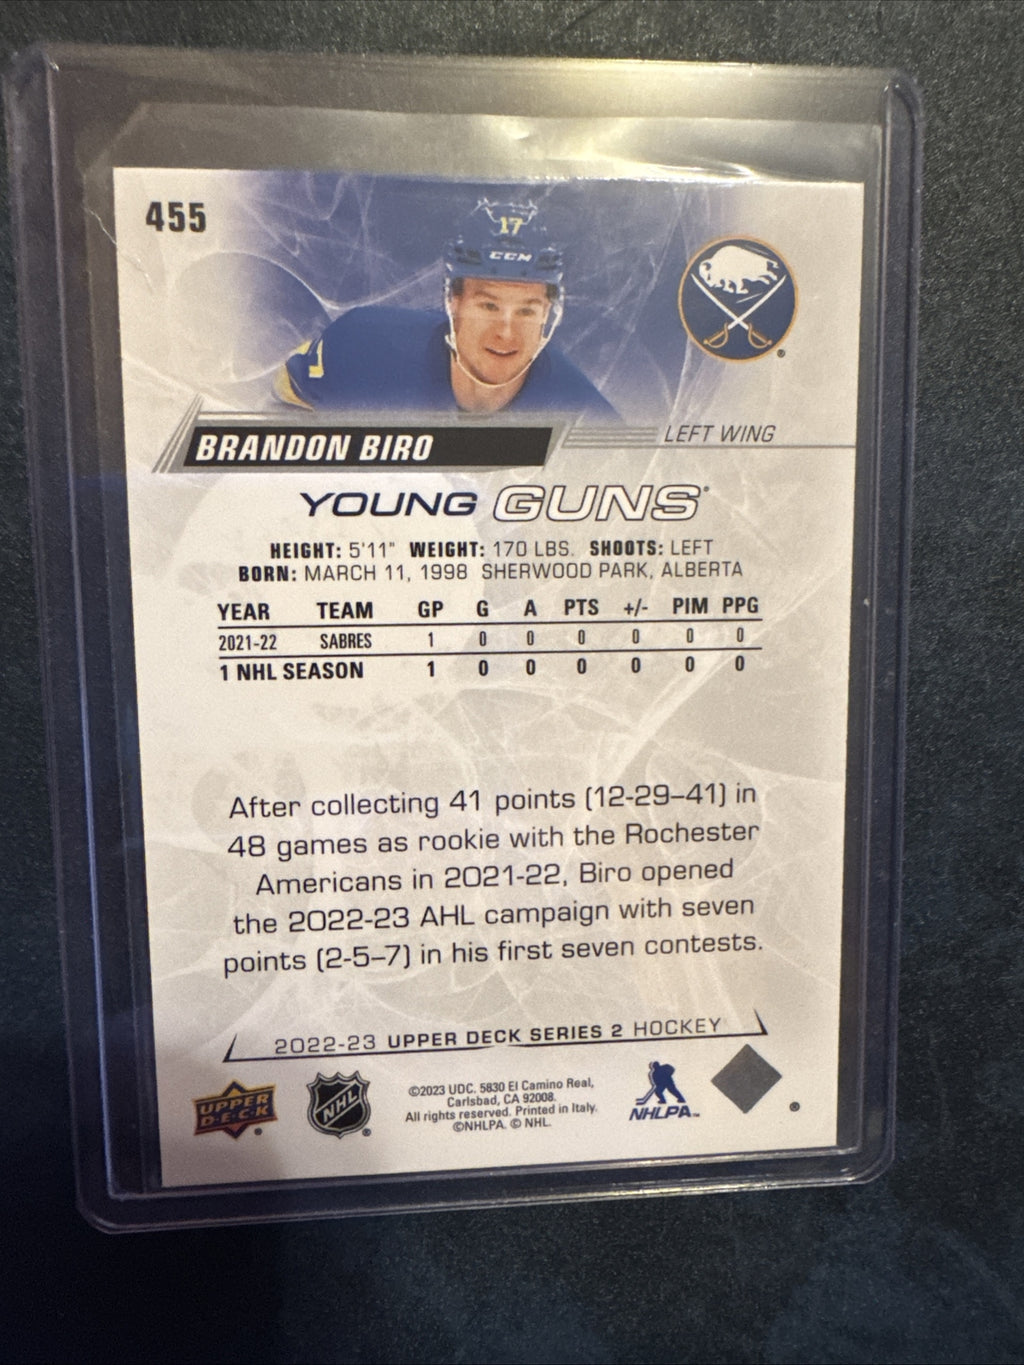 455
17
CCM
17
BRANDON BIRO
LEFT WING
YOUNG GUNS®
HEIGHT: 5'11" WEIGHT: 170 LBS. SHOOTS: LEFT
BORN: MARCH 11, 1998 SHERWOOD PARK, ALBERTA
YEAR TEAM GP G A PTS +/- PIM PPG
2021-22 SABRES 1 0 0 0 0 0 0
1 NHL SEASON 1 0 0 0 0 0 0
After collecting 41 points (12-29–41) in
48 games as rookie with the Rochester
Americans in 2021-22, Biro opened
the 2022-23 AHL campaign with seven
points (2-5–7) in his first seven contests.
2022-23 UPPER DECK SERIES 2 HOCKEY
UPPER
D·E·C·K
NHL
©2023 UDC. 5830 El Camino Real,
Carlsbad, CA 92008.
All rights reserved. Printed in Italy.
©NHLPA. © NHL.
NHLPA™